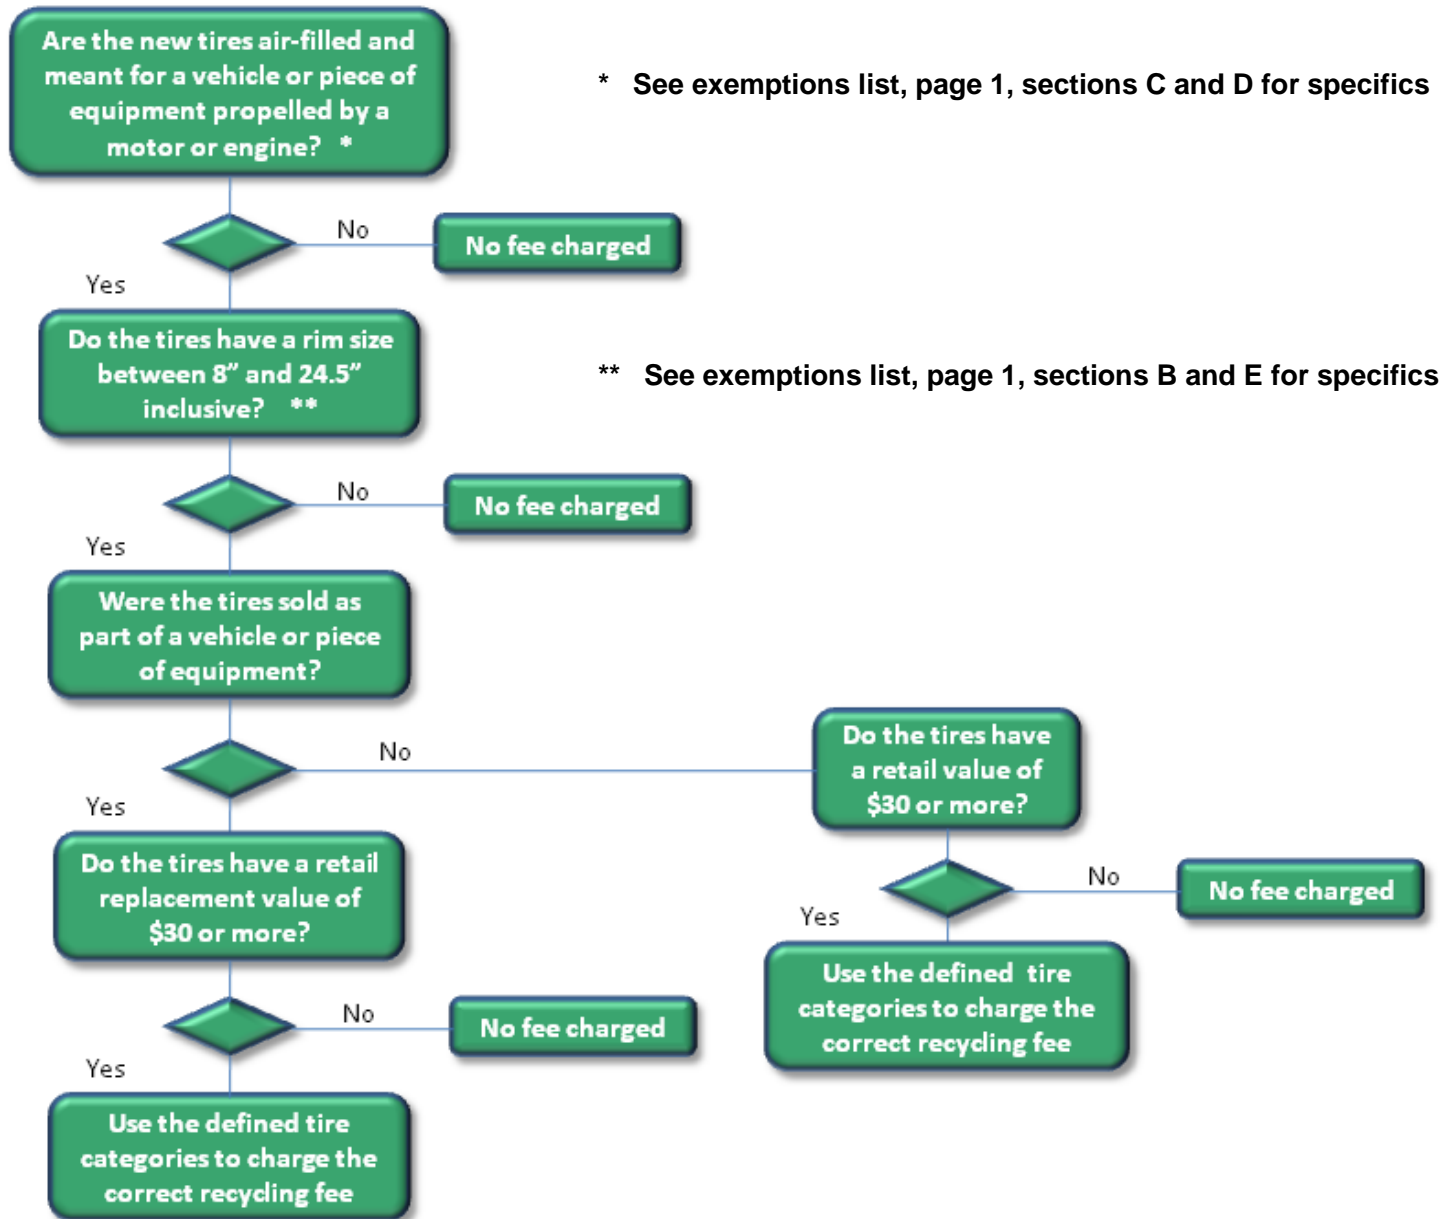 Are the new tires air-filled and
meant for a vehicle or piece of
equipment propelled by a
motor or engine? *
* See exemptions list, page 1, sections C and D for specifics
No
No fee charged
Yes
Do the tires have a rim size
between 8” and 24.5”
inclusive? **
** See exemptions list, page 1, sections B and E for specifics
No
No fee charged
Yes
Were the tires sold as
part of a vehicle or piece
of equipment?
No
Yes
Do the tires have
a retail value of
$30 or more?
No
No fee charged
Yes
Use the defined tire
categories to charge the
correct recycling fee
Do the tires have a retail
replacement value of
$30 or more?
No
No fee charged
Yes
Use the defined tire
categories to charge the
correct recycling fee